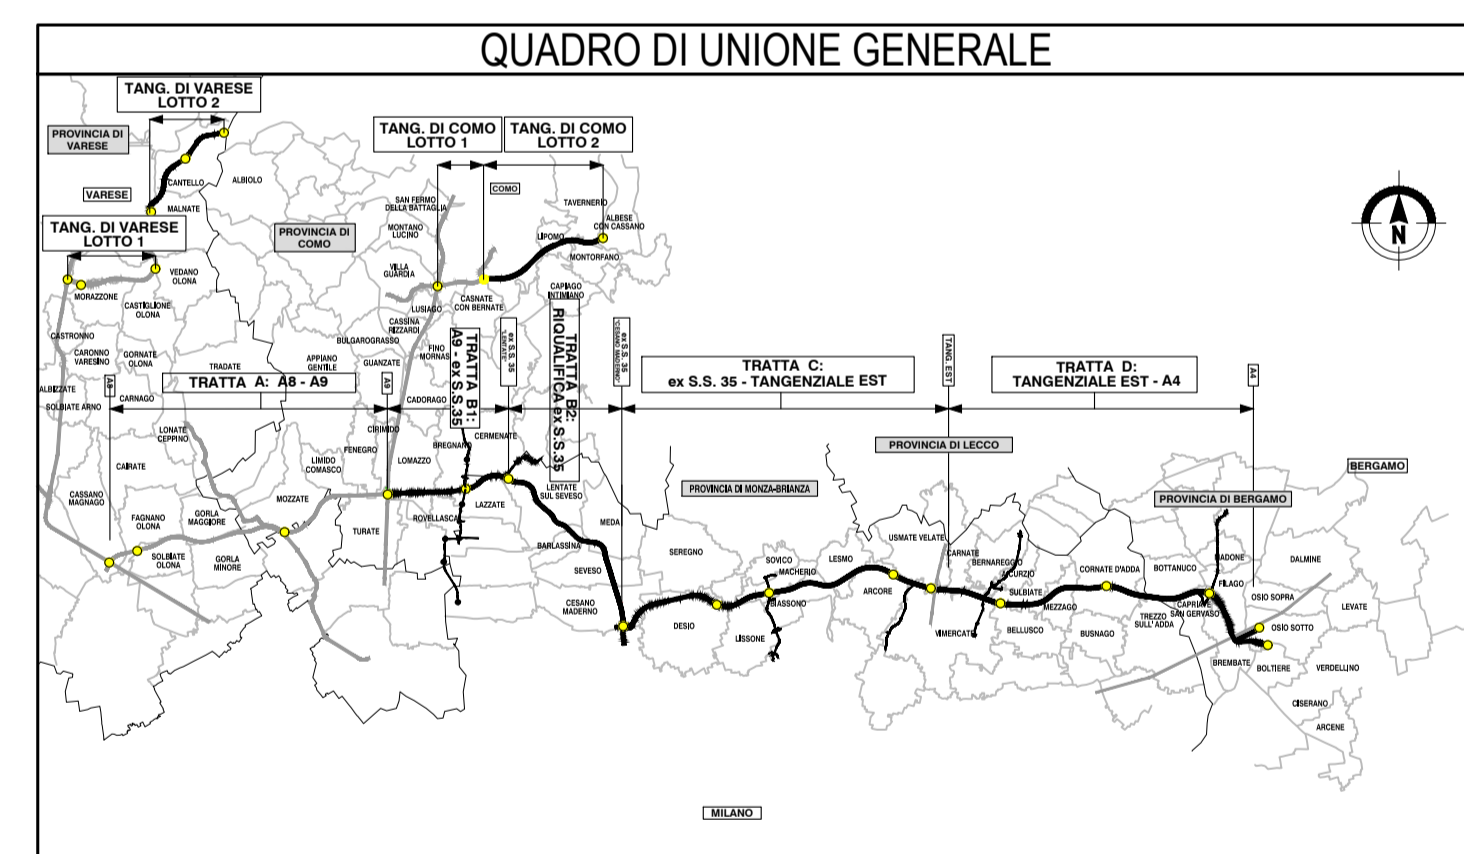 QUADRO DI UNIONE GENERALE
TANG. DI VARESE
LOTTO 2
PROVINCIA DI
VARESE
VARESE
CANTELLO
ALBIOLO
MALNATE
TANG. DI VARESE
LOTTO 1
PROVINCIA DI
COMO
TANG. DI COMO
LOTTO 1
TANG. DI COMO
LOTTO 2
COMO
SAN FERMO
DELLA BATTAGLIA
MONTANO
LUCINO
VILLA
GUARDIA
TAVERNERIO
ALBESE
CON CASSANO
LIPOMO
MONTORFANO
CAPIAGO
INTIMIANO
N
VEDANO
OLONA
MORAZZONE
CASTIGLIONE
OLONA
LUSIAGO
CASNATE
CON BERNATE
CASSINA
RIZZARDI
CASTRONNO
CARONNO
VARESINO
GORNATE
OLONA
TRADATE
APPIANO
GENTILE
BULGAROGRASSO
GUANZATE
FINO
MORNAS
ALBIZZATE
SOLBIATE ARNO
CARNAGO
A8
TRATTA A: A8 - A9
A9
CADORAGO
TRATTA B1:
A9 - ex S.S.35
ex S.S. 35
"LENTATE"
TRATTA B2:
RIQUALIFICA ex S.S.35
ex S.S. 35
"CESANO MADERNO"
TRATTA C:
ex S.S. 35 - TANGENZIALE EST
TANG. EST
TRATTA D:
TANGENZIALE EST - A4
A4
LONATE
CEPPINO
CIRIMIDO
FENEGRO
LIMIDO
COMASCO
LOMAZZO
BREGNANO
CERMENATE
PROVINCIA DI LECCO
BERGAMO
CAIRATE
CASSANO
MAGNAGO
MOZZATE
LAZZATE
LENTATE
SUL SEVESO
PROVINCIA DI MONZA-BRIANZA
PROVINCIA DI BERGAMO
FAGNANO
OLONA
GORLA
MAGGIORE
TURATE
ROVELLASCA
MEDA
SOLBIATE
OLONA
GORLA
MINORE
BARLASSINA
SEREGNO
SEVESO
CESANO
MADERNO
DESIO
LISSONE
SOVICO
MACHERIO
BIASSONO
LESMO
USMATE VELATE
ARCORE
CARNATE
BERNAREGGIO
VIMERCATE
SULBIATE
MEZZAGO
BELLUSCO
CORNATE D'ADDA
BUSNAGO
BOTTANUCO
TREZZO
SULL' ADDA
CAPRIATE
SAN GERVASO
MADONE
FILAGO
DALMINE
OSIO SOPRA
LEVATE
OSIO SOTTO
BREMBATE
BOLTIERE
VERDELLINO
CISERANO
ARCENE
MILANO